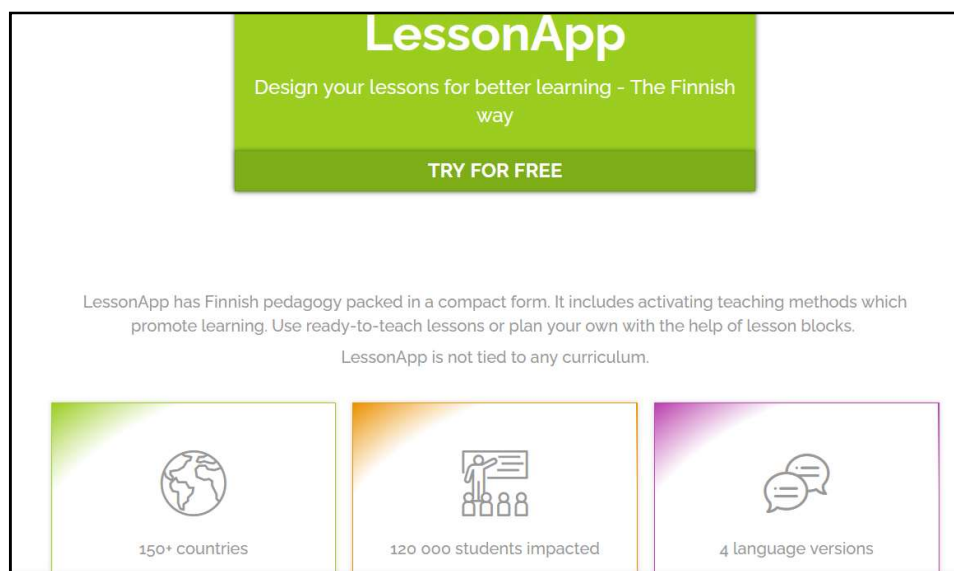 LessonApp
Design your lessons for better learning - The Finnish
way
TRY FOR FREE
LessonApp has Finnish pedagogy packed in a compact form. It includes activating teaching methods which
promote learning. Use ready-to-teach lessons or plan your own with the help of lesson blocks.
LessonApp is not tied to any curriculum.
150+ countries
120 000 students impacted
4 language versions